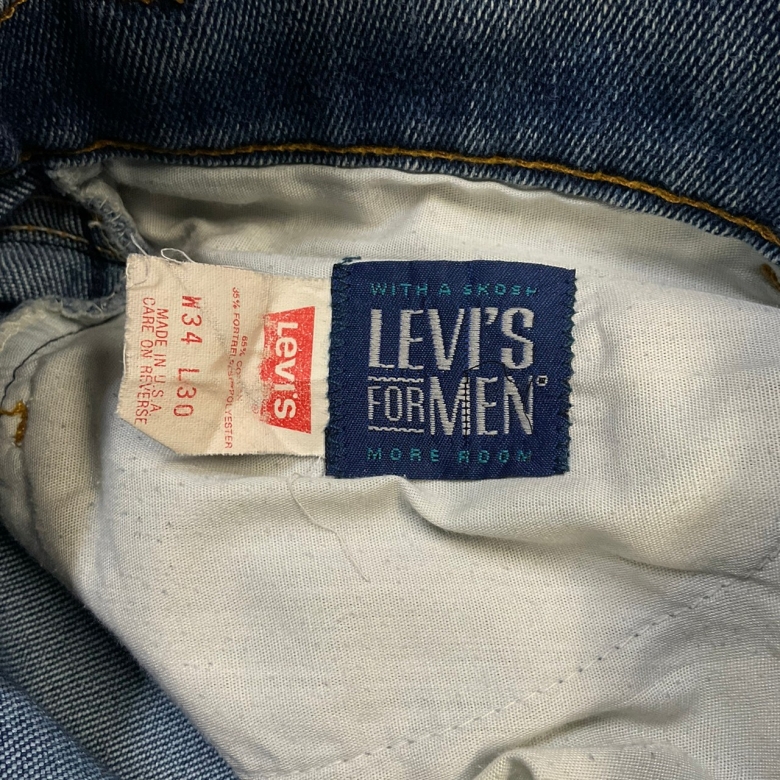 W34 L30
MADE IN U.S.A.
CARE ON REVERSE
65% COTTON
35% FORTREL POLYESTER
Levi's
WITH A SKOSH
LEVI'S
FOR MEN
MORE ROOM